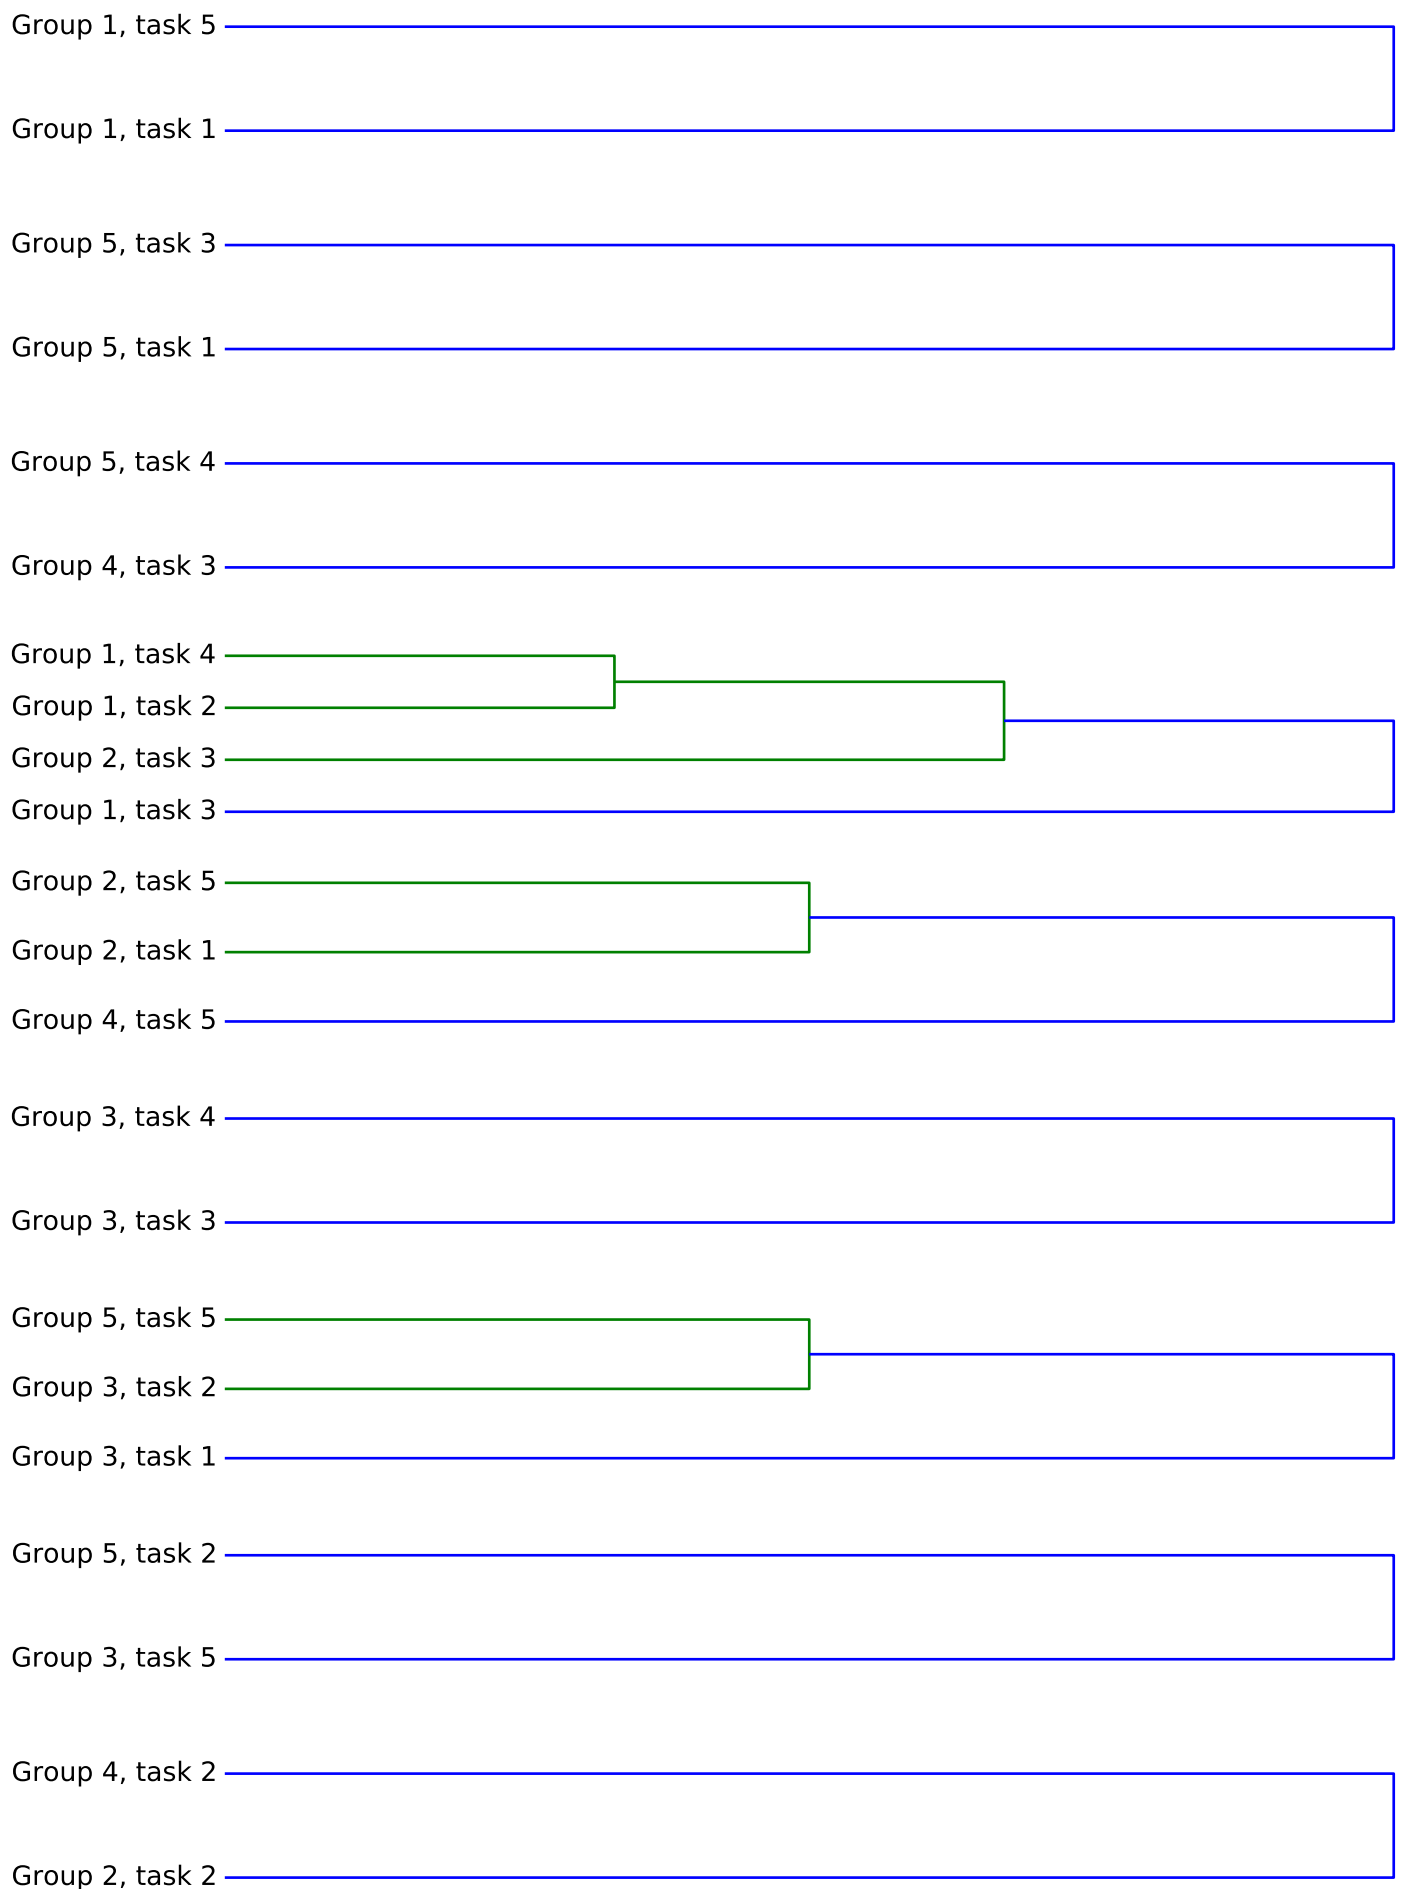 Group 1, task 5
Group 1, task 1
Group 5, task 3
Group 5, task 1
Group 5, task 4
Group 4, task 3
Group 1, task 4
Group 1, task 2
Group 2, task 3
Group 1, task 3
Group 2, task 5
Group 2, task 1
Group 4, task 5
Group 3, task 4
Group 3, task 3
Group 5, task 5
Group 3, task 2
Group 3, task 1
Group 5, task 2
Group 3, task 5
Group 4, task 2
Group 2, task 2